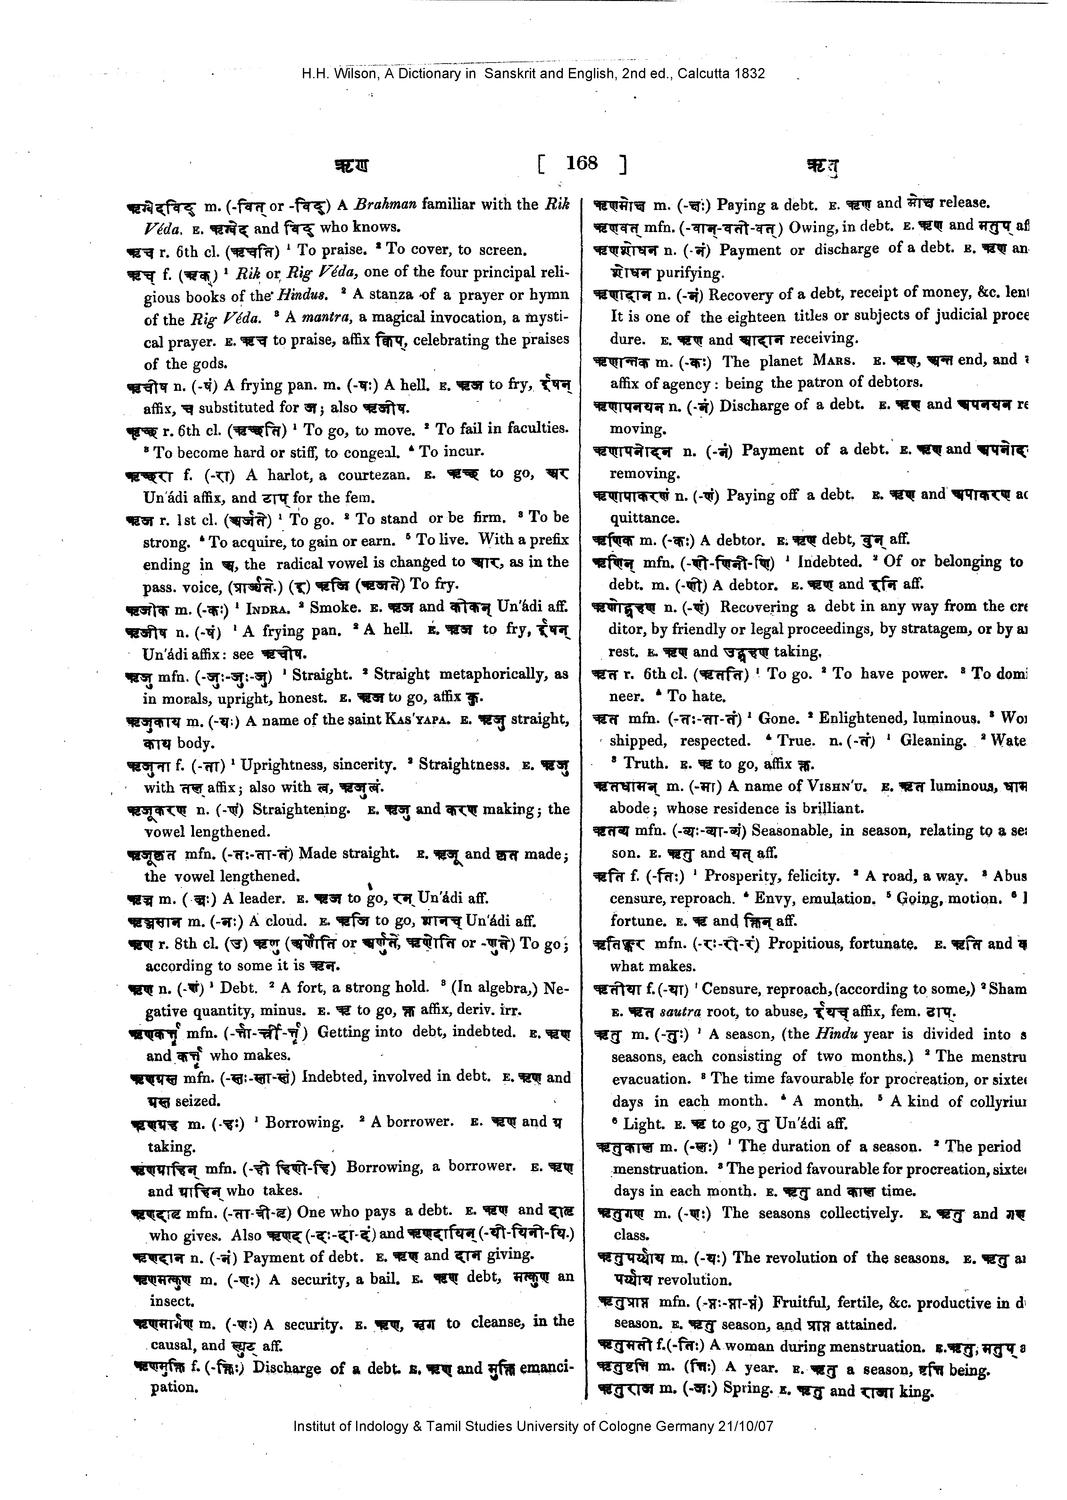 H.H. Wilson, A Dictionary in Sanskrit and English, 2nd ed., Calcutta 1832
ऋण [ 168 ] ऋतु
ऋग्वेदविद् m. (-वित् or -विद्) A Brahman familiar with the Rik
Véda. E. ऋग्वेद and विद् who knows.
ऋच r. 6th cl. (ऋचति) ¹ To praise. ² To cover, to screen.
ऋच् f. (ऋक्) ¹ Rik or Rig Véda, one of the four principal reli-
gious books of the Hindus. ² A stanza of a prayer or hymn
of the Rig Véda. ³ A mantra, a magical invocation, a mysti-
cal prayer. E. ऋच to praise, affix क्विप्, celebrating the praises
of the gods.
ऋचीष n. (-षं) A frying pan. m. (-षः) A hell. E. ऋज to fry, ईषन्
affix, च substituted for ज; also ऋजीष.
ऋच्छ r. 6th cl. (ऋच्छति) ¹ To go, to move. ² To fail in faculties.
³ To become hard or stiff, to congeal. ⁴ To incur.
ऋच्छरा f. (-रा) A harlot, a courtezan. E. ऋच्छ to go, अर
Un'ádi affix, and टाप् for the fem.
ऋज r. 1st cl. (अर्जते) ¹ To go. ² To stand or be firm. ³ To be
strong. ⁴ To acquire, to gain or earn. ⁵ To live. With a prefix
ending in अ, the radical vowel is changed to आर, as in the
pass. voice, (प्रार्ज्यते.) (इ) ऋजि (ऋञ्जते) To fry.
ऋजीक m. (-कः) ¹ INDRA. ² Smoke. E. ऋज and कीकन् Un'ádi aff.
ऋजीष n. (-षं) ¹ A frying pan. ² A hell. E. ऋज to fry, ईषन्
Un'ádi affix: see ऋचीष.
ऋजु mfn. (-जुः-जुः-जु) ¹ Straight. ² Straight metaphorically, as
in morals, upright, honest. E. ऋज to go, affix कु.
ऋजुकाय m. (-यः) A name of the saint KAS'YAPA. E. ऋजु straight,
काय body.
ऋजुता f. (-ता) ¹ Uprightness, sincerity. ² Straightness. E. ऋजु
with तल् affix; also with त्व, ऋजुत्वं.
ऋजूकरण n. (-णं) Straightening. E. ऋजु and करण making; the
vowel lengthened.
ऋजूकृत mfn. (-तः-ता-तं) Made straight. E. ऋजू and कृत made;
the vowel lengthened.
ऋज्र m. (-ज्रः) A leader. E. ऋज to go, रन् Un'ádi aff.
ऋञ्जसान m. (-नः) A cloud. E. ऋजि to go, शानच् Un'ádi aff.
ऋण r. 8th cl. (उ) ऋणु (अर्णोति or अर्णुते, ऋणोति or -णुते) To go;
according to some it is ऋन.
ऋण n. (-णं) ¹ Debt. ² A fort, a strong hold. ³ (In algebra,) Ne-
gative quantity, minus. E. ऋ to go, क्त affix, deriv. irr.
ऋणकर्त्तृ mfn. (-र्त्ता-र्त्त्री-र्त्तृ) Getting into debt, indebted. E. ऋण
and कर्त्तृ who makes.
ऋणग्रस्त mfn. (-स्तः-स्ता-स्तं) Indebted, involved in debt. E. ऋण and
ग्रस्त seized.
ऋणग्रह m. (-हः) ¹ Borrowing. ² A borrower. E. ऋण and ग्र
taking.
ऋणग्राहिन् mfn. (-ही हिणी-हि) Borrowing, a borrower. E. ऋण
and ग्राहिन् who takes.
ऋणदातृ mfn. (-ता-त्री-तृ) One who pays a debt. E. ऋण and दातृ
who gives. Also ऋणद (-दः-दा-दं) and ऋणदायिन् (-यी-यिनी-यि.)
ऋणदान n. (-नं) Payment of debt. E. ऋण and दान giving.
ऋणमत्कुण m. (-णः) A security, a bail. E. ऋण debt, मत्कुण an
insect.
ऋणमार्गण m. (-णः) A security. E. ऋण, मृग to cleanse, in the
causal, and ल्युट् aff.
ऋणमुक्ति f. (-क्तिः) Discharge of a debt. E. ऋण and मुक्ति emanci-
pation.
ऋणमोच m. (-चः) Paying a debt. E. ऋण and मोच release.
ऋणवत् mfn. (-वान्-वती-वत्) Owing, in debt. E. ऋण and मतुप् af
ऋणशोधन n. (-नं) Payment or discharge of a debt. E. ऋण an
शोधन purifying.
ऋणादान n. (-नं) Recovery of a debt, receipt of money, &c. lent
It is one of the eighteen titles or subjects of judicial proce
dure. E. ऋण and आदान receiving.
ऋणान्तक m. (-कः) The planet MARS. E. ऋण, अन्त end, and
affix of agency: being the patron of debtors.
ऋणापनयन n. (-नं) Discharge of a debt. E. ऋण and अपनयन re
moving.
ऋणापनोदन n. (-नं) Payment of a debt. E. ऋण and अपनोद
removing.
ऋणापाकरणं n. (-णं) Paying off a debt. E. ऋण and अपाकरण ac
quittance.
ऋणिक m. (-कः) A debtor. E. ऋण debt, वुन् aff.
ऋणिन् mfn. (-णी-णिनी-णि) ¹ Indebted. ² Of or belonging to
debt. m. (-णी) A debtor. E. ऋण and इनि aff.
ऋणोद्ग्रहण n. (-णं) Recovering a debt in any way from the cre
ditor, by friendly or legal proceedings, by stratagem, or by ar
rest. E. ऋण and उद्ग्रहण taking.
ऋत r. 6th cl. (ऋतति) ¹ To go. ² To have power. ³ To domi
neer. ⁴ To hate.
ऋत mfn. (-तः-ता-तं) ¹ Gone. ² Enlightened, luminous. ³ Wor
shipped, respected. ⁴ True. n. (-तं) ¹ Gleaning. ² Wate
³ Truth. E. ऋ to go, affix क्त.
ऋतधामन् m. (-मा) A name of VISHN'U. E. ऋत luminous, धाम
abode; whose residence is brilliant.
ऋतव्य mfn. (-व्यः-व्या-व्यं) Seasonable, in season, relating to a sea
son. E. ऋतु and यत् aff.
ऋति f. (-तिः) ¹ Prosperity, felicity. ² A road, a way. ³ Abus
censure, reproach. ⁴ Envy, emulation. ⁵ Going, motion. ⁶
fortune. E. ऋ and क्तिन् aff.
ऋतिङ्कर mfn. (-रः-री-रं) Propitious, fortunate. E. ऋति and क
what makes.
ऋतीया f. (-या) ¹ Censure, reproach, (according to some,) ² Sham
E. ऋत sautra root, to abuse, ईयच् affix, fem. टाप्.
ऋतु m. (-तुः) ¹ A season, (the Hindu year is divided into s
seasons, each consisting of two months.) ² The menstru
evacuation. ³ The time favourable for procreation, or sixtee
days in each month. ⁴ A month. ⁵ A kind of collyriur
⁶ Light. E. ऋ to go, तु Un'ádi aff.
ऋतुकाल m. (-लः) ¹ The duration of a season. ² The period
menstruation. ³ The period favourable for procreation, sixtee
days in each month. E. ऋतु and काल time.
ऋतुगण m. (-णः) The seasons collectively. E. ऋतु and गण
class.
ऋतुपर्य्याय m. (-यः) The revolution of the seasons. E. ऋतु ar
पर्य्याय revolution.
ऋतुप्राप्त mfn. (-प्तः-प्ता-प्तं) Fruitful, fertile, &c. productive in d
season. E. ऋतु season, and प्राप्त attained.
ऋतुमती f. (-तिः) A woman during menstruation. E. ऋतु, मतुप् a
ऋतुवृत्ति m. (त्तिः) A year. E. ऋतु a season, वृत्ति being.
ऋतुराज m. (-जः) Spring. E. ऋतु and राजा king.
Institut of Indology & Tamil Studies University of Cologne Germany 21/10/07